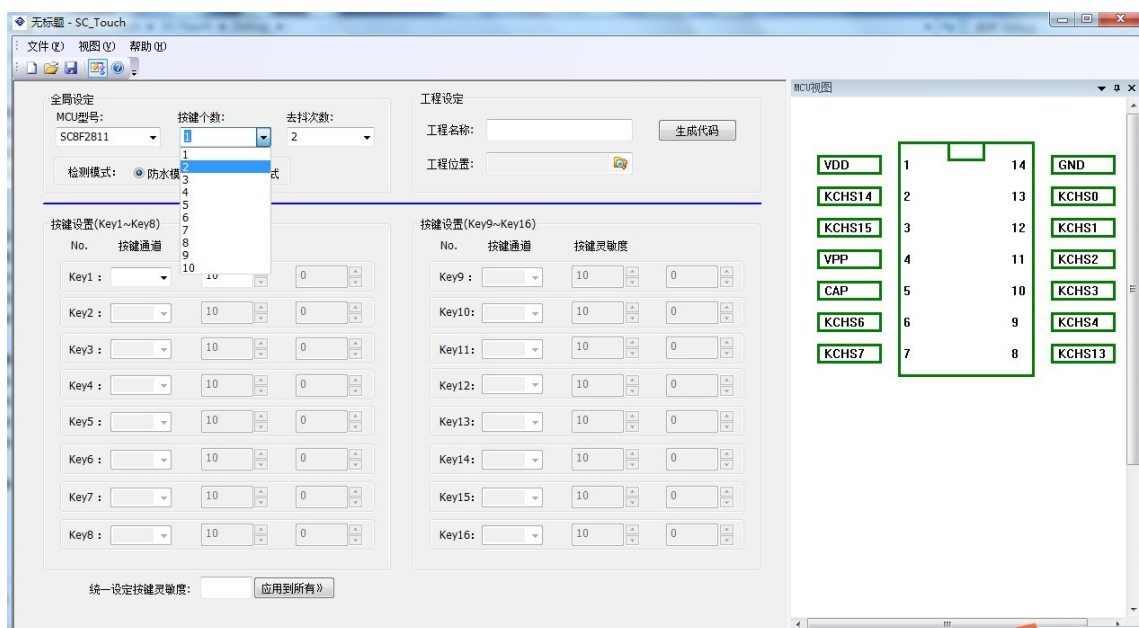 无标题 - SC_Touch
文件(F) 视图(V) 帮助(H)
全局设定
MCU型号: 按键个数: 去抖次数:
SC8F2811 1 2
1
2
3
4
5
6
7
8
9
10
检测模式: 防水模 式
工程设定
工程名称: 生成代码
工程位置:
按键设置(Key1~Key8)
No. 按键通道
Key1 : 10 0
Key2 : 10 0
Key3 : 10 0
Key4 : 10 0
Key5 : 10 0
Key6 : 10 0
Key7 : 10 0
Key8 : 10 0
按键设置(Key9~Key16)
No. 按键通道 按键灵敏度
Key9 : 10 0
Key10: 10 0
Key11: 10 0
Key12: 10 0
Key13: 10 0
Key14: 10 0
Key15: 10 0
Key16: 10 0
统一设定按键灵敏度: 应用到所有》
MCU视图
VDD 1 14 GND
KCHS14 2 13 KCHS0
KCHS15 3 12 KCHS1
VPP 4 11 KCHS2
CAP 5 10 KCHS3
KCHS6 6 9 KCHS4
KCHS7 7 8 KCHS13